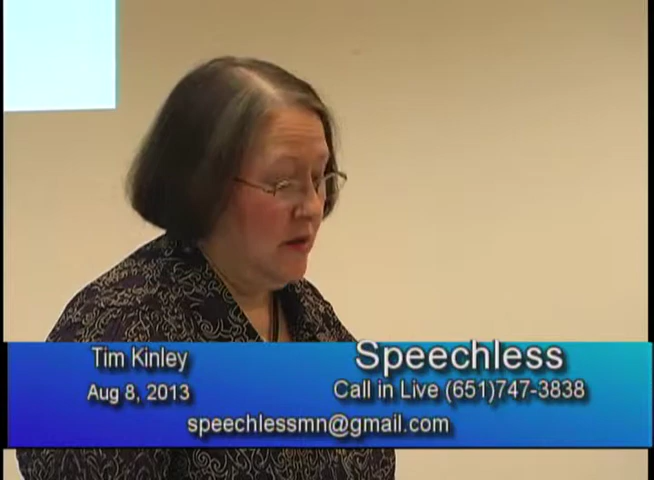 Tim Kinley
Aug 8, 2013
Speechless
Call in Live (651)747-3838
speechlessmn@gmail.com